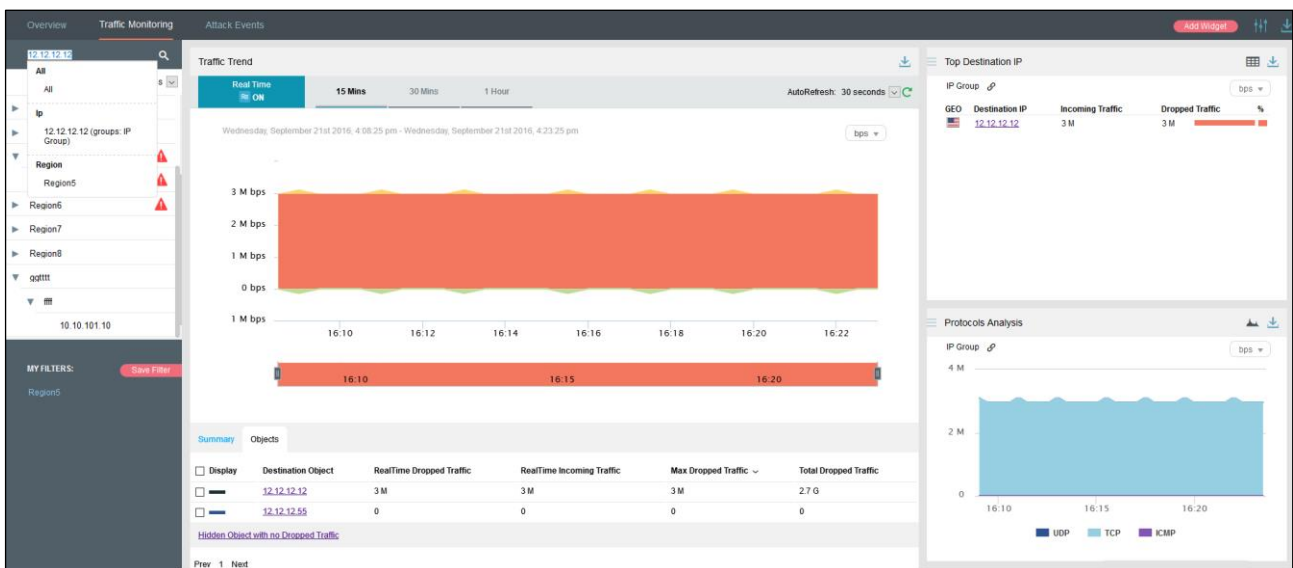 Overview Traffic Monitoring Attack Events Add Widget
12.12.12.12
All
All
s
Ip
12.12.12.12 (groups: IP
Group)
Region
Region5
Region6
Region7
Region8
ggtttt
ffff
10.10.101.10
MY FILTERS: Save Filter
Region5
Traffic Trend
Real Time
ON
15 Mins 30 Mins 1 Hour AutoRefresh: 30 seconds
Wednesday, September 21st 2016, 4:08:25 pm - Wednesday, September 21st 2016, 4:23:25 pm bps
3 M bps
2 M bps
1 M bps
0 bps
1 M bps
16:10 16:12 16:14 16:16 16:18 16:20 16:22
16:10 16:15 16:20
Summary Objects
Display Destination Object RealTime Dropped Traffic RealTime Incoming Traffic Max Dropped Traffic Total Dropped Traffic
12.12.12.12 3 M 3 M 3 M 2.7 G
12.12.12.55 0 0 0 0
Hidden Object with no Dropped Traffic
Prev 1 Next
Top Destination IP
IP Group bps
GEO Destination IP Incoming Traffic Dropped Traffic %
12.12.12.12 3 M 3 M
Protocols Analysis
IP Group bps
4 M
2 M
0
16:10 16:15 16:20
UDP TCP ICMP